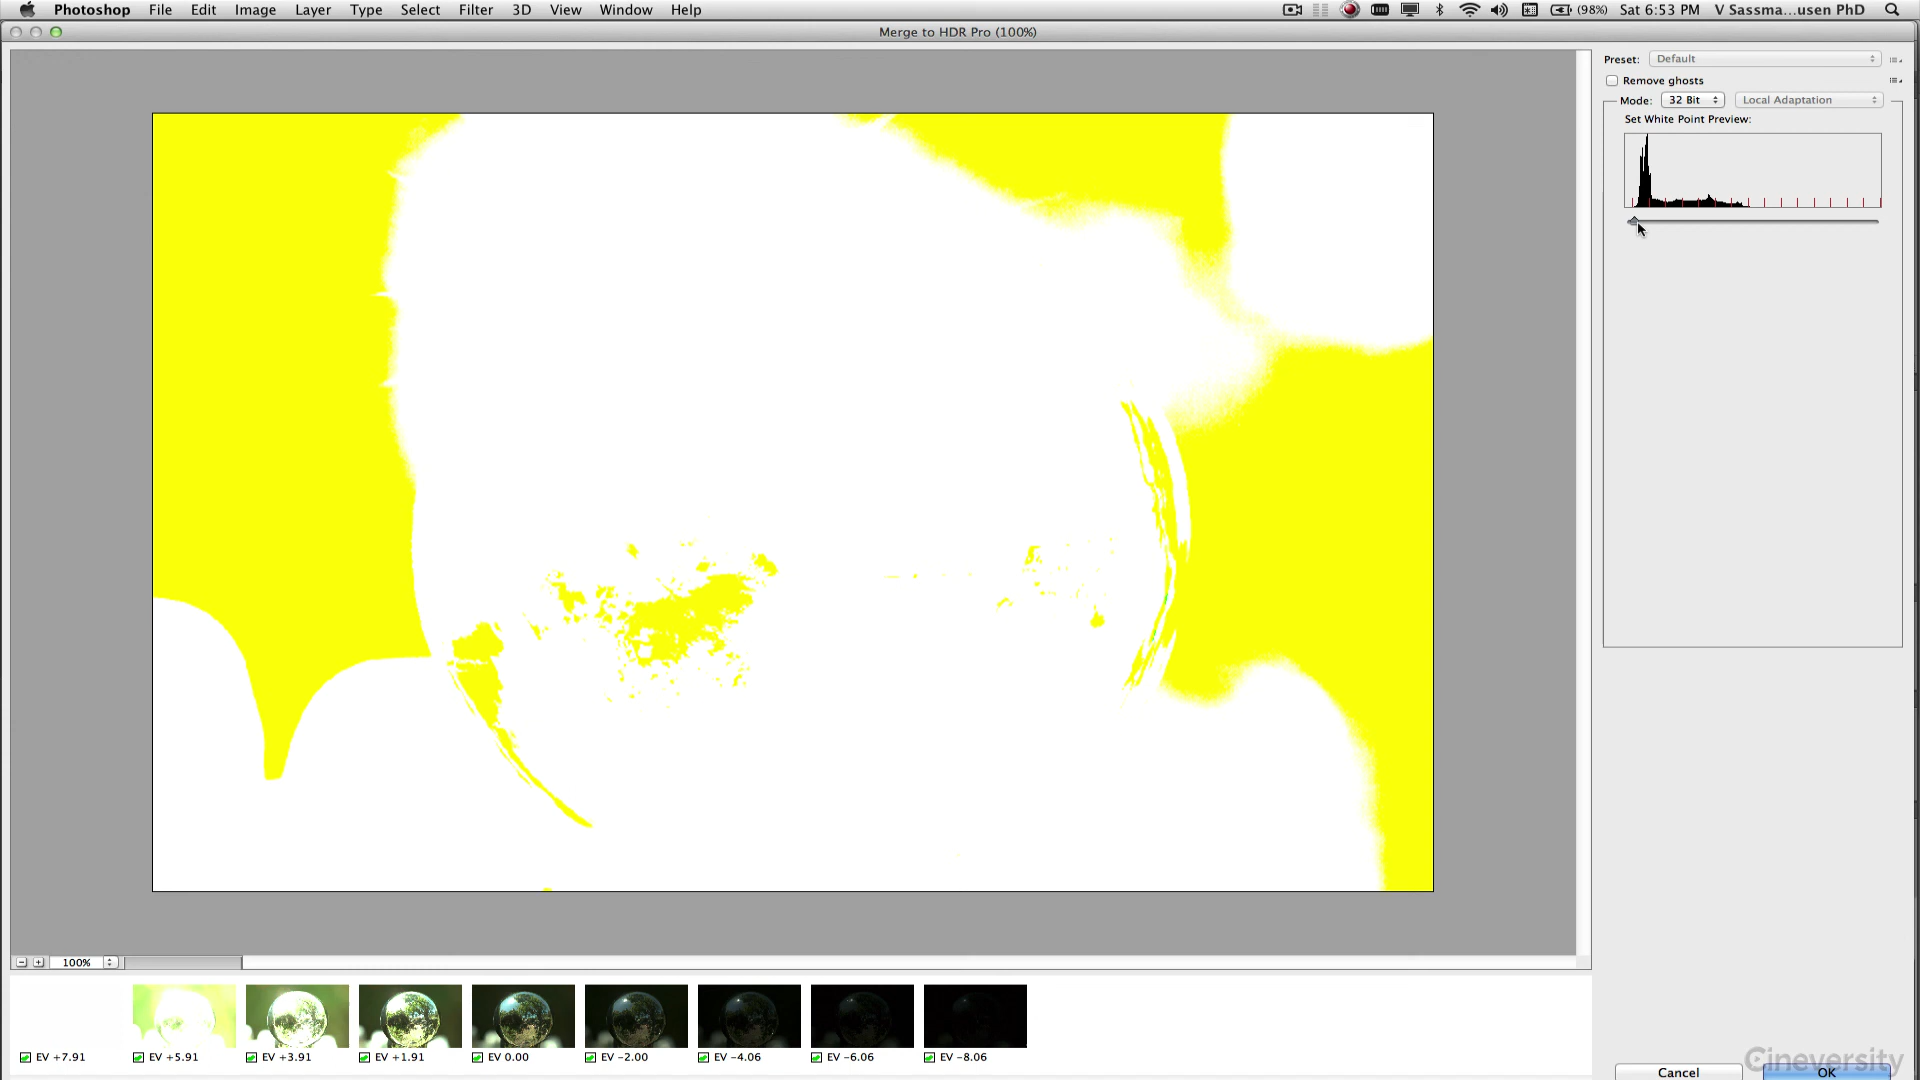 Photoshop File Edit Image Layer Type Select Filter 3D View Window Help (98%) Sat 6:53 PM V Sassma...usen PhD
Merge to HDR Pro (100%)
Preset: Default
Remove ghosts
Mode: 32 Bit Local Adaptation
Set White Point Preview:
100%
EV +7.91 EV +5.91 EV +3.91 EV +1.91 EV 0.00 EV -2.00 EV -4.06 EV -6.06 EV -8.06
Cineversity
Cancel OK